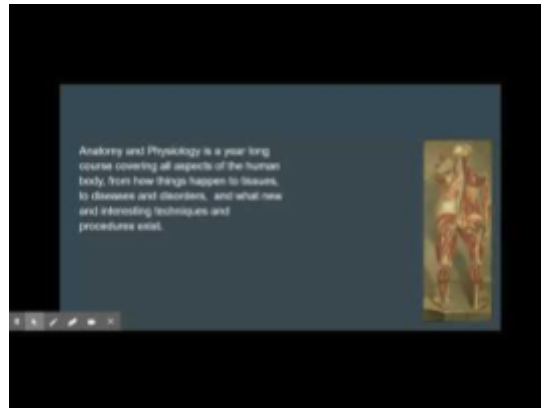 Anatomy and Physiology is a year long
course covering all aspects of the human
body, from how things happen to tissues,
to diseases and disorders, and what new
and interesting techniques and
procedures exist.